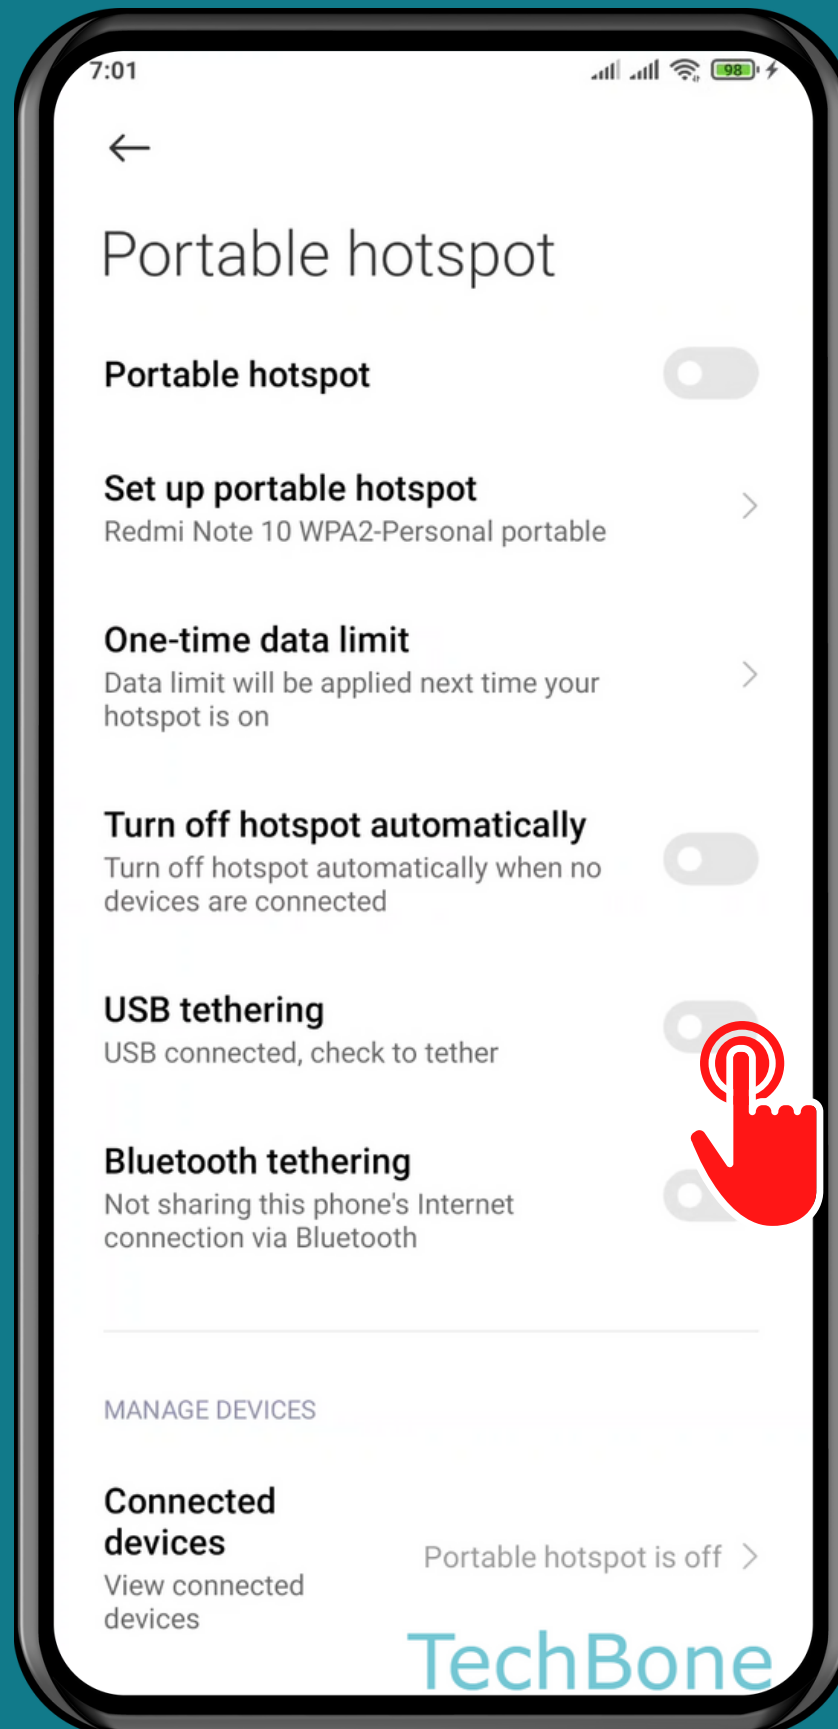 7:01
98
Portable hotspot
Portable hotspot
Set up portable hotspot
Redmi Note 10 WPA2-Personal portable
One-time data limit
Data limit will be applied next time your
hotspot is on
Turn off hotspot automatically
Turn off hotspot automatically when no
devices are connected
USB tethering
USB connected, check to tether
Bluetooth tethering
Not sharing this phone's Internet
connection via Bluetooth
MANAGE DEVICES
Connected
devices
Portable hotspot is off
View connected
devices
TechBone